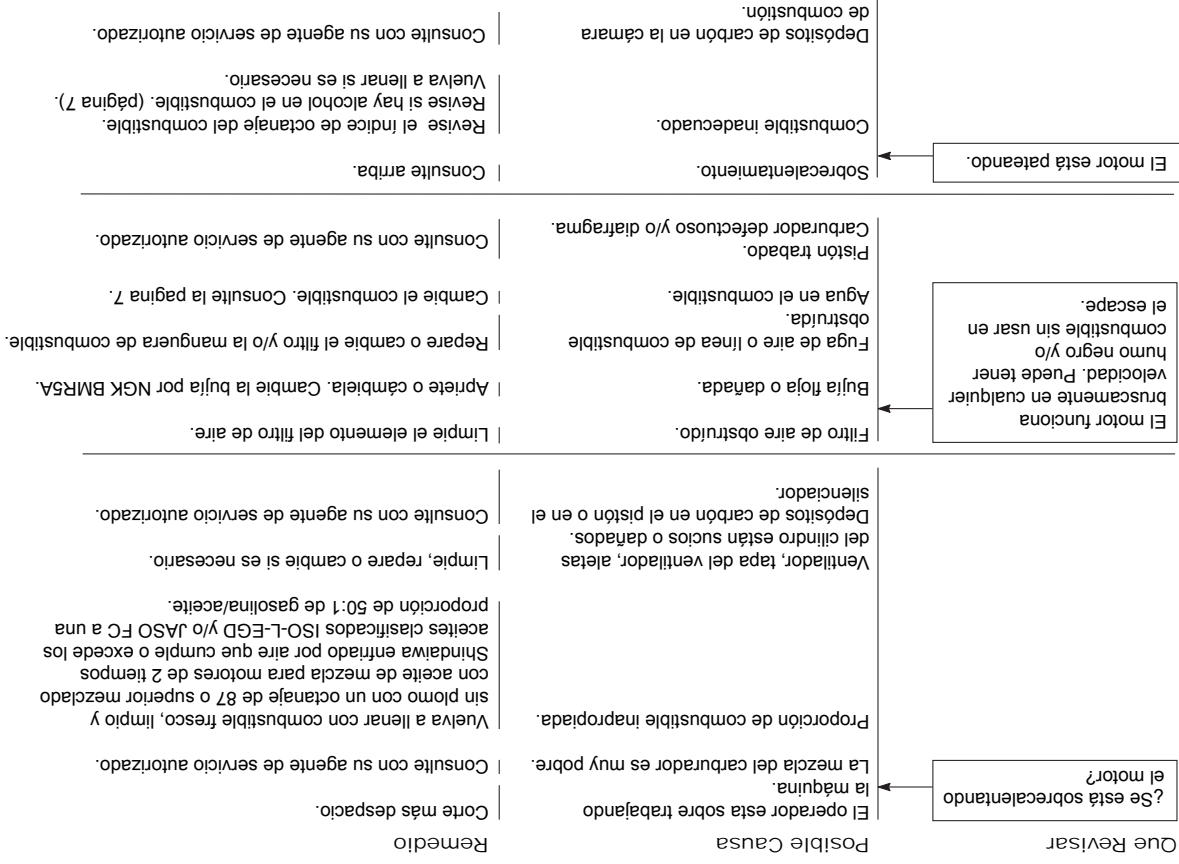 Que Revisar Posible Causa Remedio
¿Se está sobrecalentando
el motor?
El operador esta sobre trabajando
la máquina.
Corte más despacio.
La mezcla del carburador es muy pobre.
Consulte con su agente de servicio autorizado.
Proporción de combustible inapropiada.
Vuelva a llenar con combustible fresco, limpio y
sin plomo con un octanaje de 87 o superior mezclado
con aceite de mezcla para motores de 2 tiempos
Shindaiwa enfriado por aire que cumple o excede los
aceites clasificados ISO-L-EGD y/o JASO FC a una
proporción de 50:1 de gasolina/aceite.
Ventilador, tapa del ventilador, aletas
del cilindro están sucios o dañados.
Limpie, repare o cambie si es necesario.
Depósitos de carbón en el pistón o en el
silenciador.
Consulte con su agente de servicio autorizado.
El motor funciona
bruscamente en cualquier
velocidad. Puede tener
humo negro y/o
combustible sin usar en
el escape.
Filtro de aire obstruído.
Limpie el elemento del filtro de aire.
Bujía floja o dañada.
Apriete o cámbiela. Cambie la bujía por NGK BMR5A.
Fuga de aire o línea de combustible
obstruída.
Repare o cambie el filtro y/o la manguera de combustible.
Agua en el combustible.
Cambie el combustible. Consulte la pagina 7.
Pistón trabado.
Carburador defectuoso y/o diafragma.
Consulte con su agente de servicio autorizado.
El motor está pateando.
Sobrecalentamiento.
Consulte arriba.
Combustible inadecuado.
Revise el índice de octanaje del combustible.
Revise si hay alcohol en el combustible. (página 7).
Vuelva a llenar si es necesario.
Depósitos de carbón en la cámara
de combustión.
Consulte con su agente de servicio autorizado.